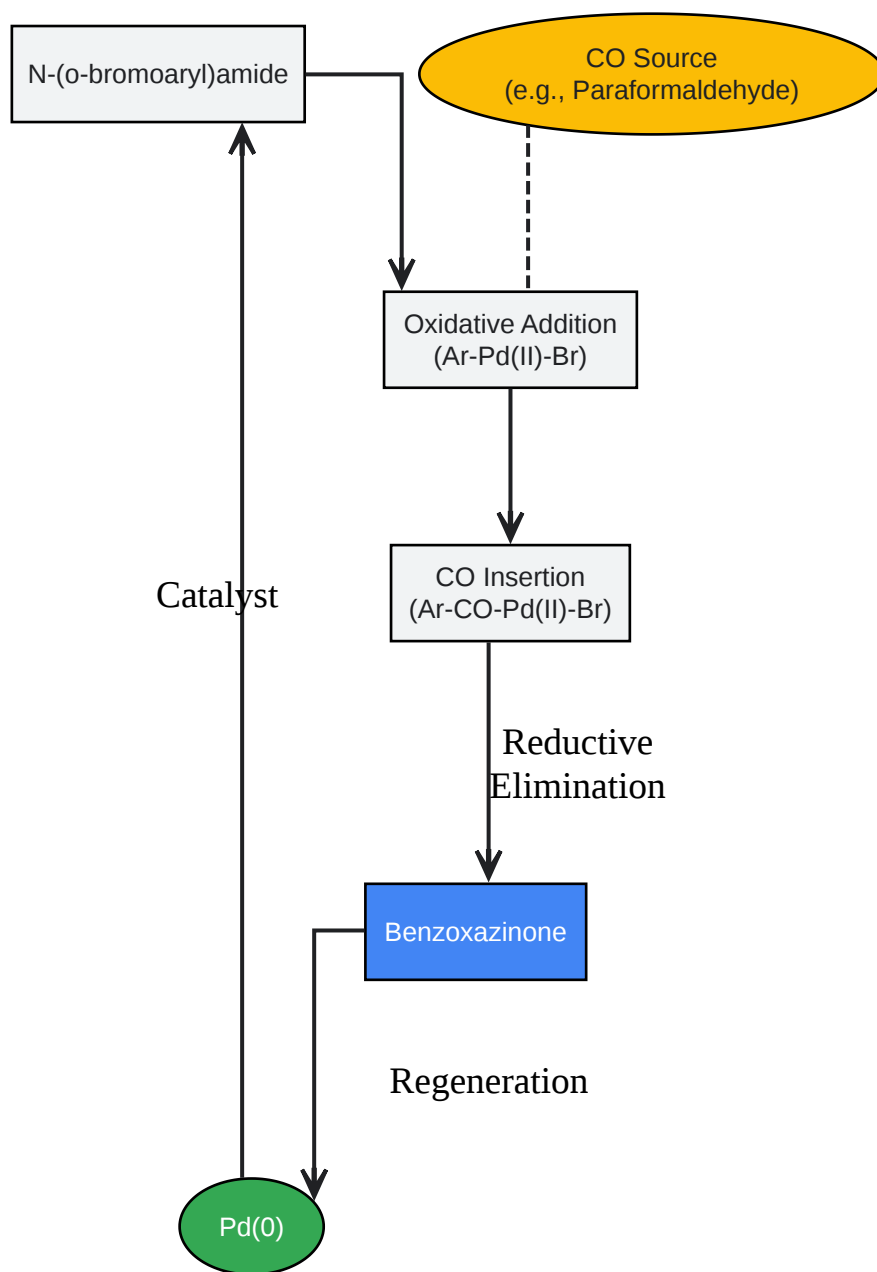 N-(o-bromoaryl)amide
CO Source
(e.g., Paraformaldehyde)
Oxidative Addition
(Ar-Pd(II)-Br)
CO Insertion
(Ar-CO-Pd(II)-Br)
Catalyst
Reductive
Elimination
Benzoxazinone
Regeneration
Pd(0)